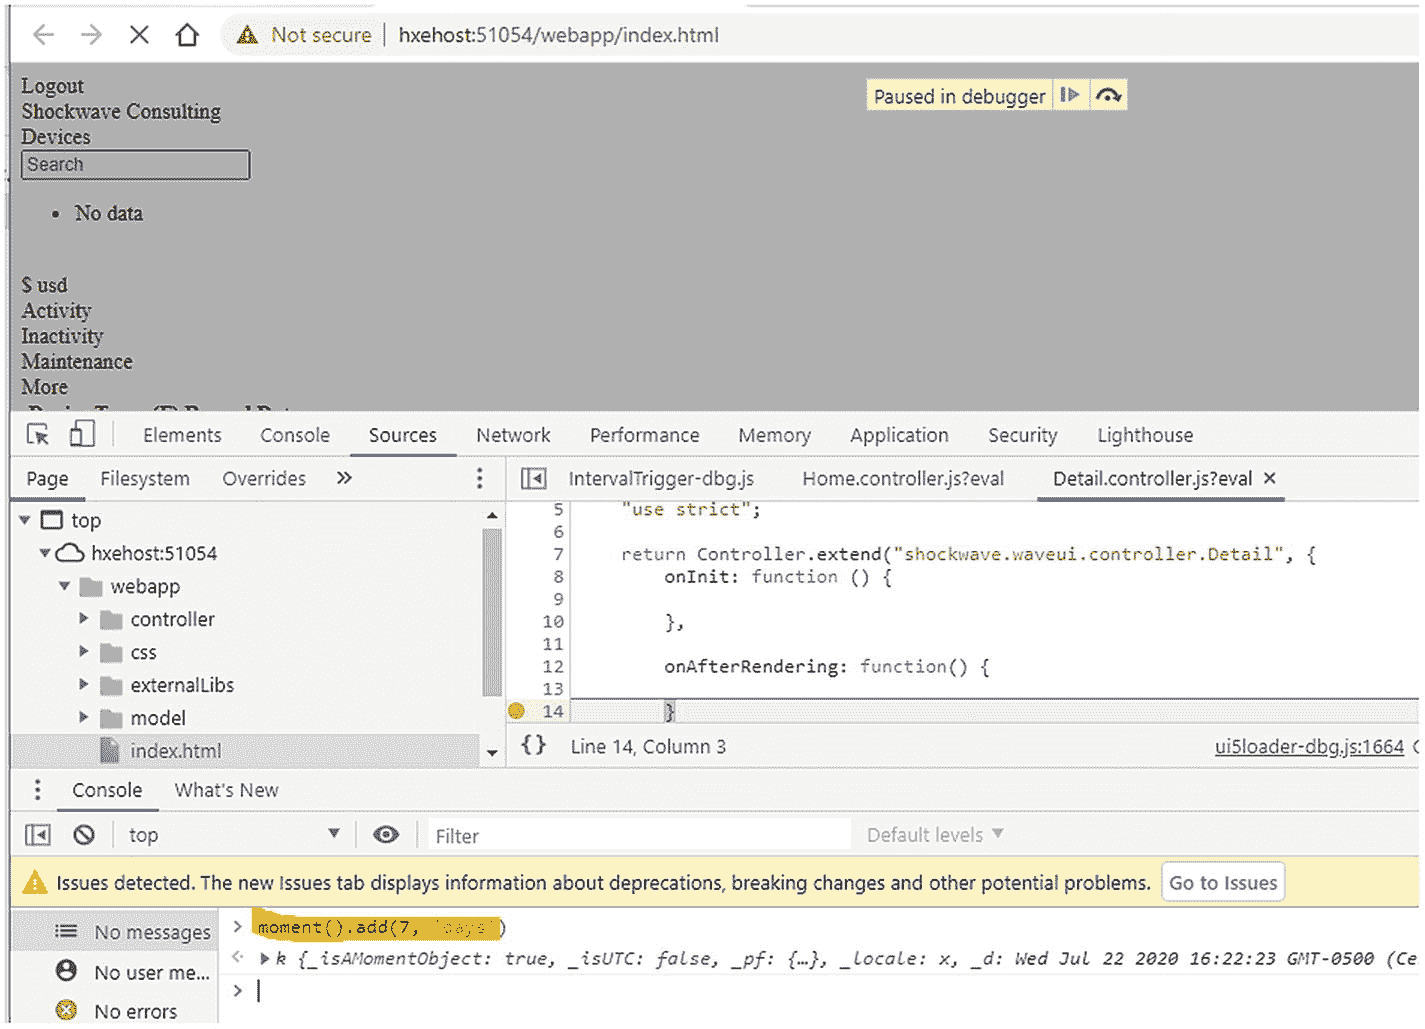 Not secure | hxehost:51054/webapp/index.html
Logout
Paused in debugger
Shockwave Consulting
Devices
Search
• No data
$ usd
Activity
Inactivity
Maintenance
More
Elements Console Sources Network Performance Memory Application Security Lighthouse
Page Filesystem Overrides »
IntervalTrigger-dbg.js Home.controller.js?eval Detail.controller.js?eval ×
top
hxehost:51054
webapp
controller
css
externalLibs
model
index.html
5 "use strict";
6
7 return Controller.extend("shockwave.waveui.controller.Detail", {
8 onInit: function () {
9
10 },
11
12 onAfterRendering: function() {
13
14 }
{} Line 14, Column 3 ui5loader-dbg.js:1664
Console What's New
top Filter Default levels ▼
Issues detected. The new Issues tab displays information about deprecations, breaking changes and other potential problems. Go to Issues
No messages
No user me...
No errors
> moment().add(7, 'days')
k {_isAMomentObject: true, _isUTC: false, _pf: {…}, _locale: x, _d: Wed Jul 22 2020 16:22:23 GMT-0500 (Ce
>